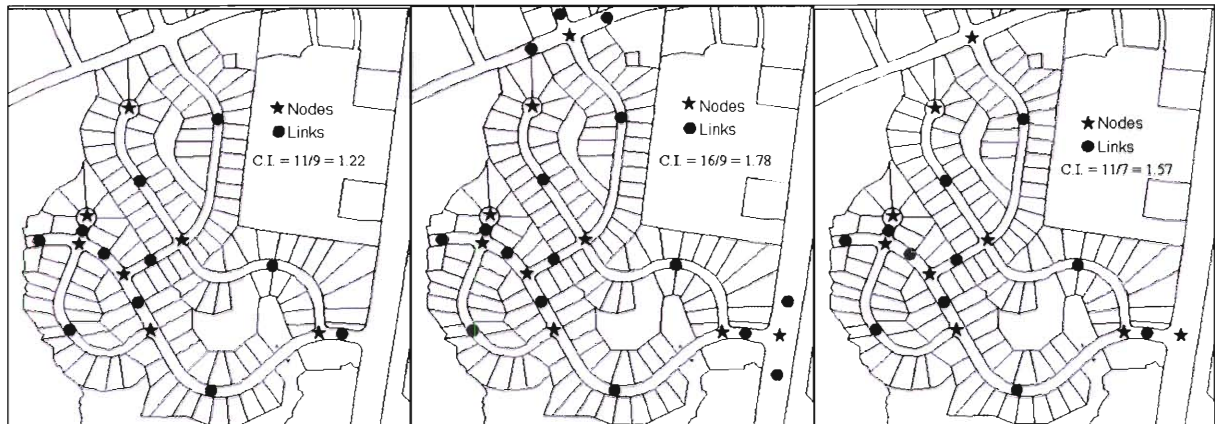 Nodes
Links
C.I. = 11/9 = 1.22
Nodes
Links
C.I. = 16/9 = 1.78
Nodes
Links
C.I. = 11/7 = 1.57